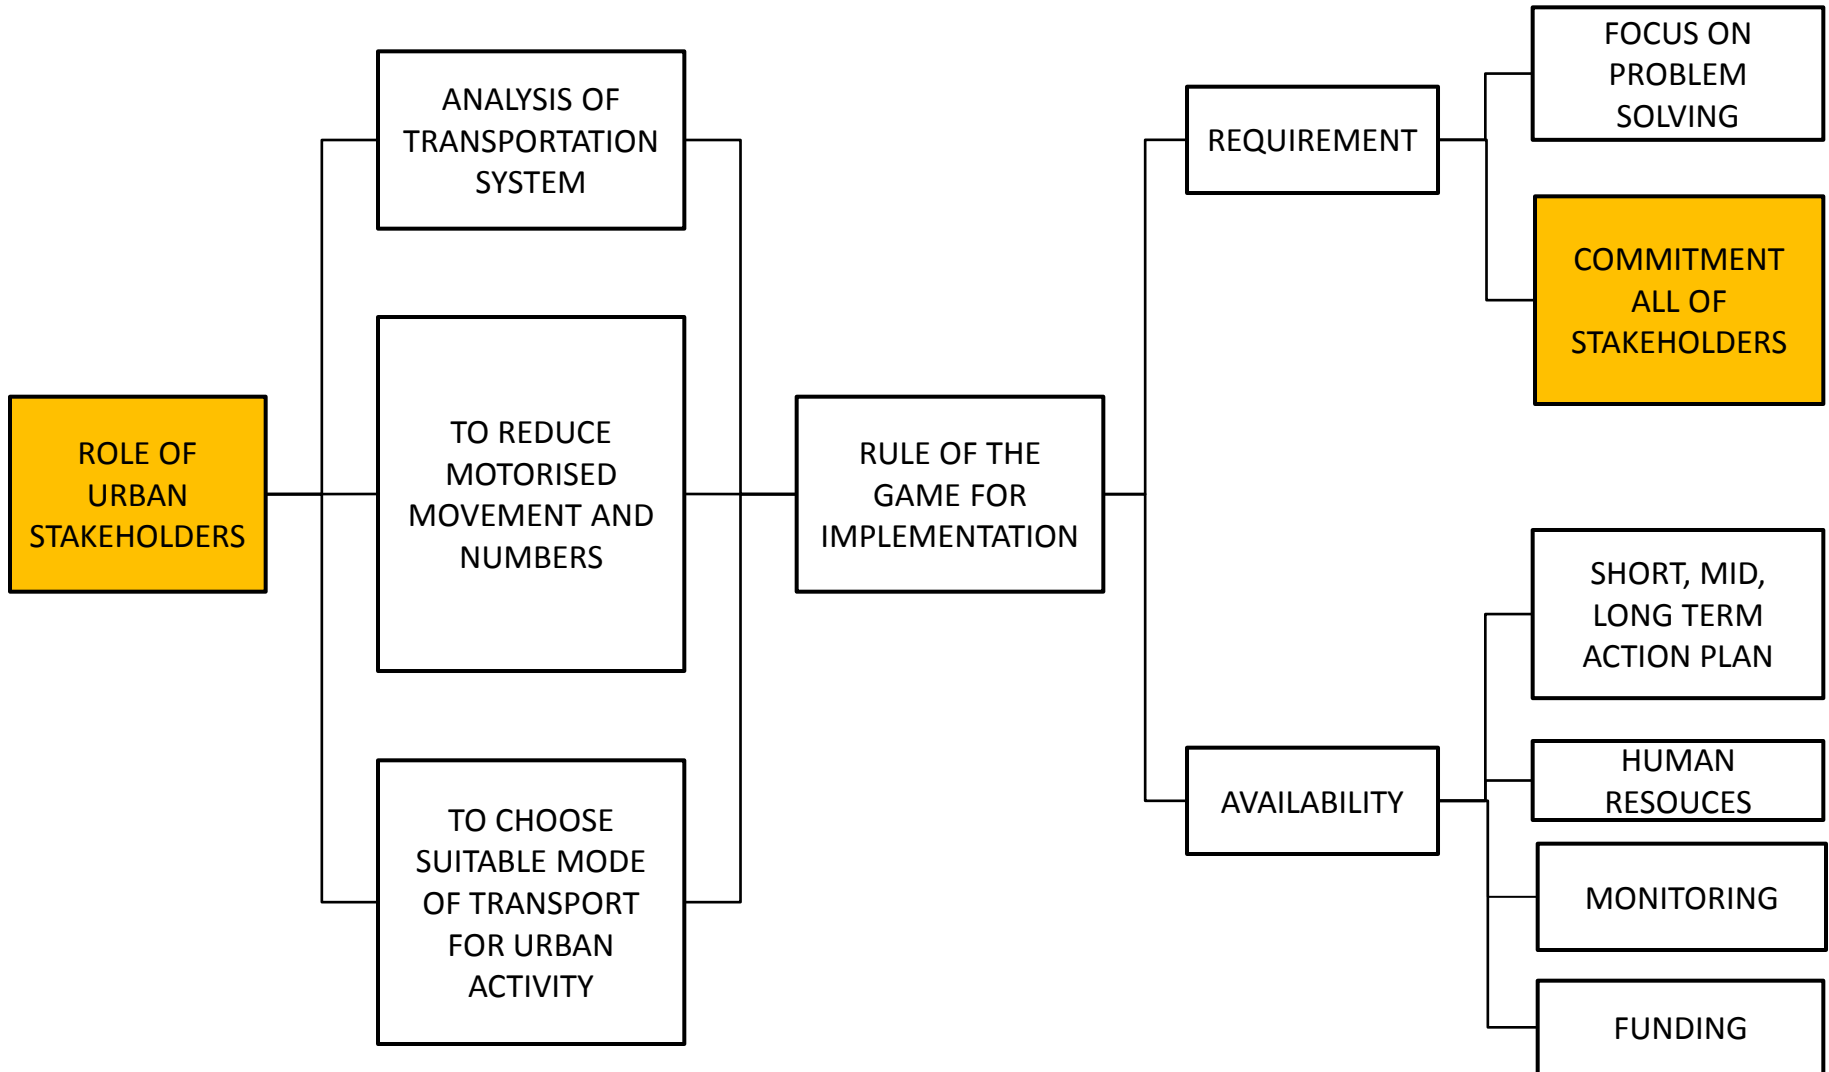 ROLE OF
URBAN
STAKEHOLDERS
ANALYSIS OF
TRANSPORTATION
SYSTEM
TO REDUCE
MOTORISED
MOVEMENT AND
NUMBERS
TO CHOOSE
SUITABLE MODE
OF TRANSPORT
FOR URBAN
ACTIVITY
RULE OF THE
GAME FOR
IMPLEMENTATION
REQUIREMENT
FOCUS ON
PROBLEM
SOLVING
COMMITMENT
ALL OF
STAKEHOLDERS
AVAILABILITY
SHORT, MID,
LONG TERM
ACTION PLAN
HUMAN
RESOUCES
MONITORING
FUNDING